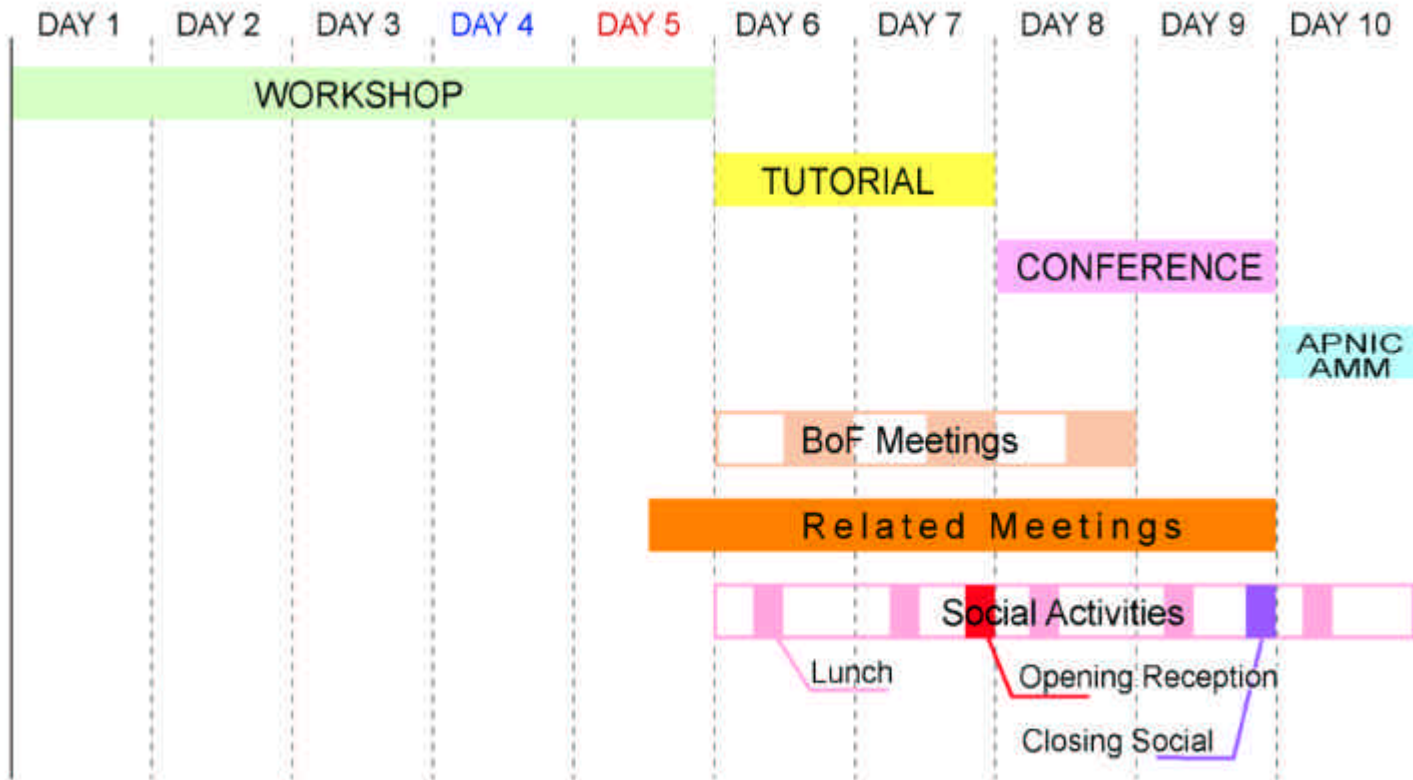 DAY 1 DAY 2 DAY 3 DAY 4 DAY 5 DAY 6 DAY 7 DAY 8 DAY 9 DAY 10
WORKSHOP
TUTORIAL
CONFERENCE
APNIC
AMM
BoF Meetings
Related Meetings
Social Activities
Lunch
Opening Reception
Closing Social